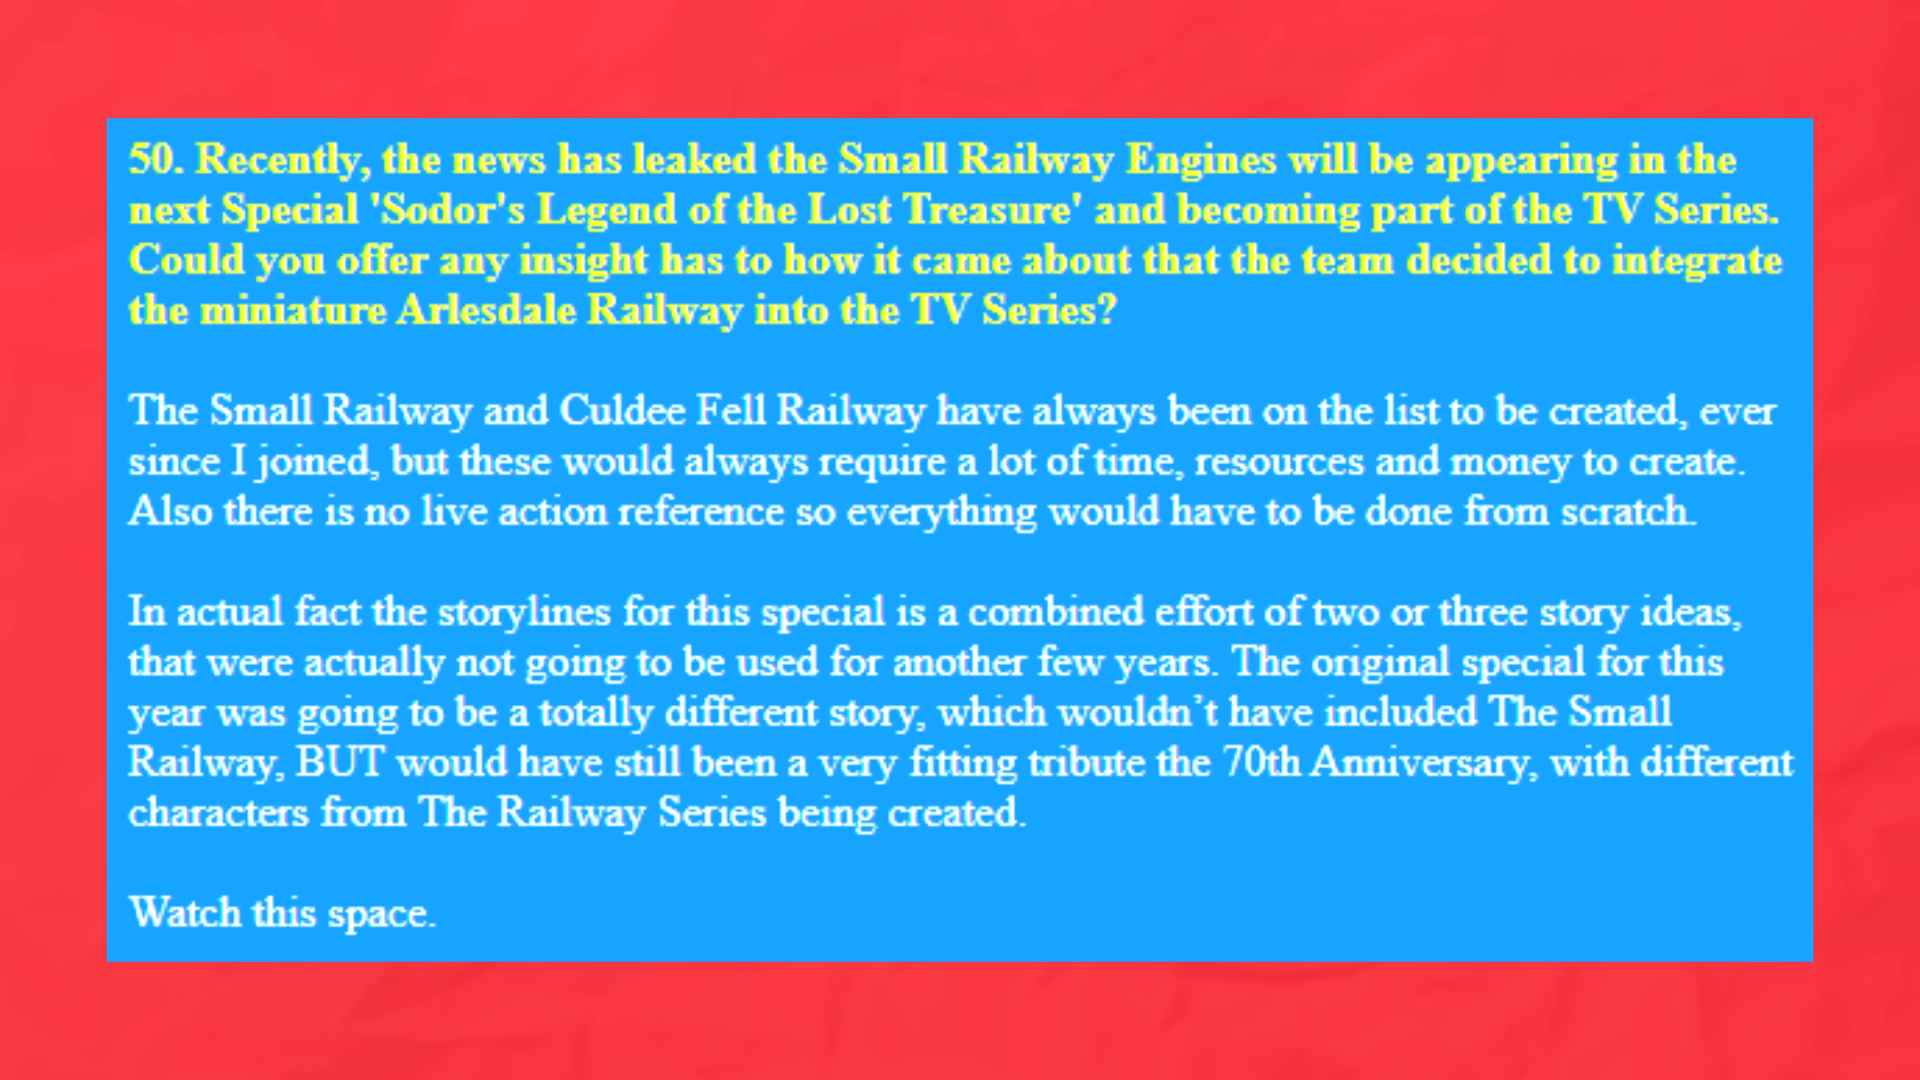 50. Recently, the news has leaked the Small Railway Engines will be appearing in the
next Special 'Sodor's Legend of the Lost Treasure' and becoming part of the TV Series.
Could you offer any insight has to how it came about that the team decided to integrate
the miniature Arlesdale Railway into the TV Series?
The Small Railway and Culdee Fell Railway have always been on the list to be created, ever
since I joined, but these would always require a lot of time, resources and money to create.
Also there is no live action reference so everything would have to be done from scratch.
In actual fact the storylines for this special is a combined effort of two or three story ideas,
that were actually not going to be used for another few years. The original special for this
year was going to be a totally different story, which wouldn’t have included The Small
Railway, BUT would have still been a very fitting tribute the 70th Anniversary, with different
characters from The Railway Series being created.
Watch this space.